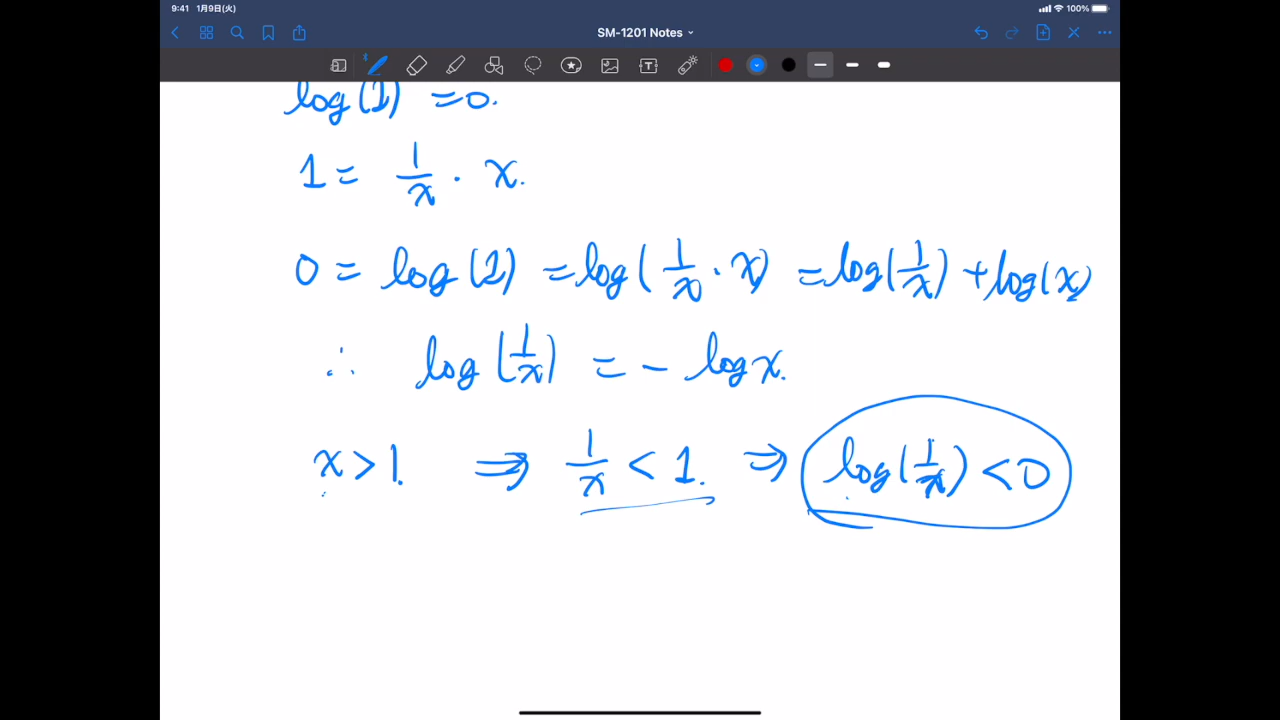 9:41 1月9日(火) 100%
SM-1201 Notes
log(1) = 0.
1 = 1/x · x.
0 = log(1) = log(1/x · x) = log(1/x) + log(x)
∴ log(1/x) = - log x.
x > 1. ⇒ 1/x < 1. ⇒ log(1/x) < 0